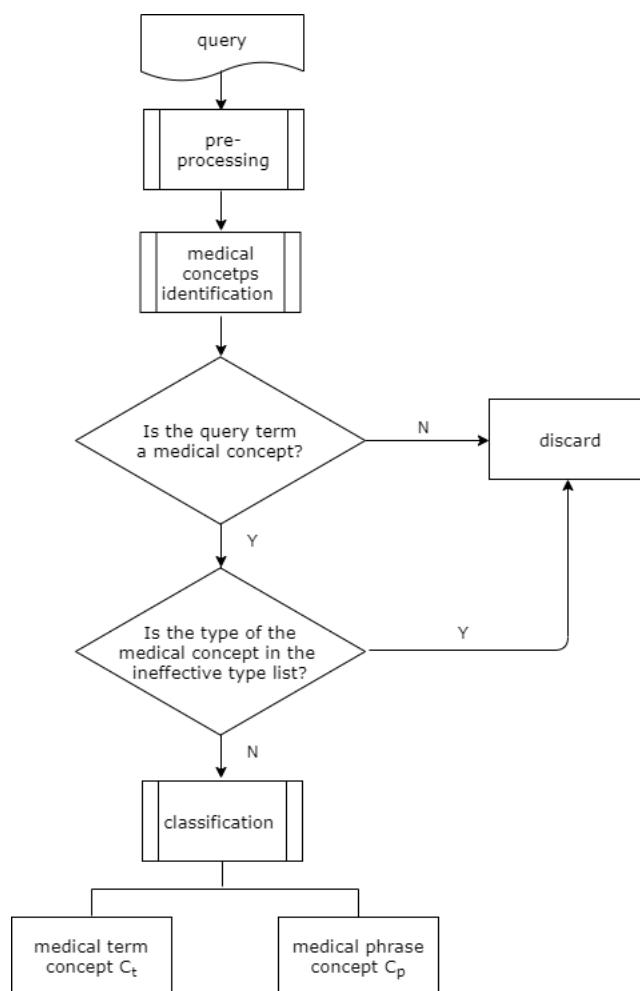 query
pre-
processing
medical
concetps
identification
Is the query term
a medical concept?
N
discard
Y
Is the type of the
medical concept in the
ineffective type list?
Y
N
classification
medical term
concept Ct
medical phrase
concept Cp